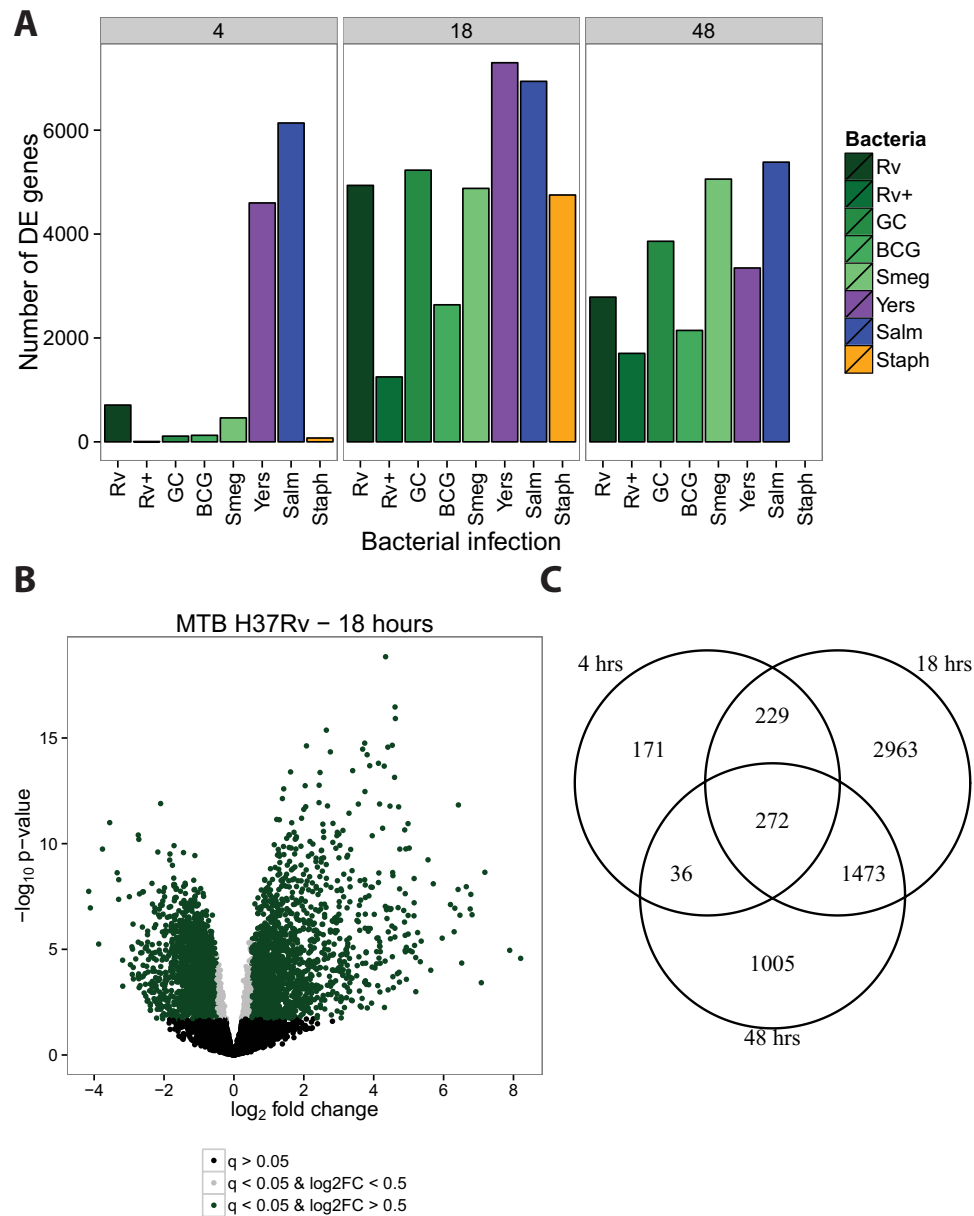 A
4 18 48
Number of DE genes
6000
4000
2000
0
Rv Rv+ GC BCG Smeg Yers Salm Staph
Rv Rv+ GC BCG Smeg Yers Salm Staph
Rv Rv+ GC BCG Smeg Yers Salm Staph
Bacterial infection
Bacteria
Rv
Rv+
GC
BCG
Smeg
Yers
Salm
Staph
B
MTB H37Rv − 18 hours
−log10 p-value
15
10
5
0
−4 −2 0 2 4 6 8
log2 fold change
q > 0.05
q < 0.05 & log2FC < 0.5
q < 0.05 & log2FC > 0.5
C
4 hrs
18 hrs
229
171
2963
272
36
1473
1005
48 hrs